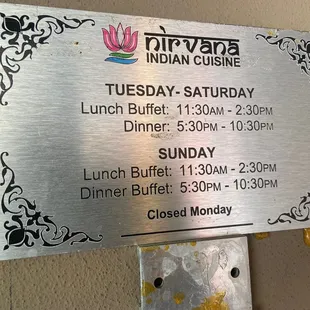 nirvana
INDIAN CUISINE
TUESDAY- SATURDAY
Lunch Buffet: 11:30AM - 2:30PM
Dinner: 5:30PM - 10:30PM
SUNDAY
Lunch Buffet: 11:30AM - 2:30PM
Dinner Buffet: 5:30PM - 10:30PM
Closed Monday